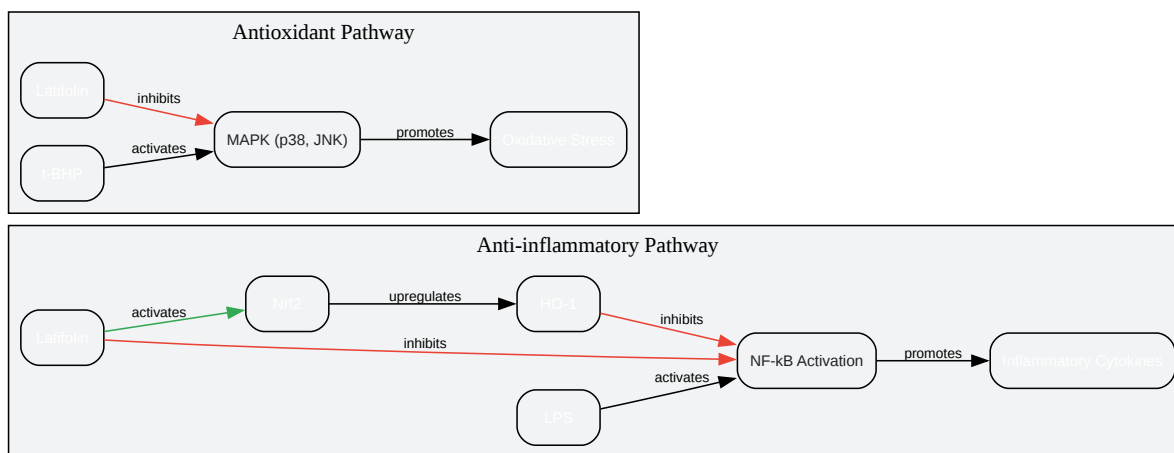 Antioxidant Pathway
Latifolin
inhibits
t-BHP
activates
MAPK (p38, JNK)
promotes
Oxidative Stress
Anti-inflammatory Pathway
Latifolin
activates
Nrf2
upregulates
HO-1
inhibits
inhibits
LPS
activates
NF-kB Activation
promotes
Inflammatory Cytokines